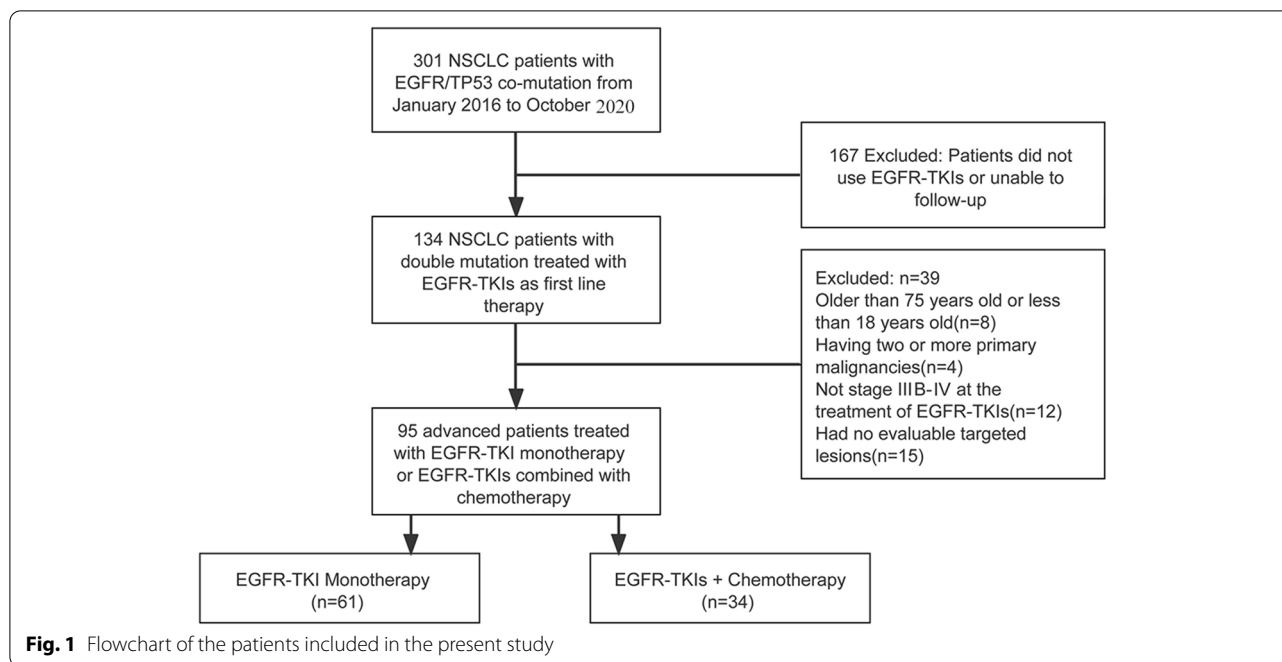 301 NSCLC patients with
EGFR/TP53 co-mutation from
January 2016 to October 2020
167 Excluded: Patients did not
use EGFR-TKIs or unable to
follow-up
134 NSCLC patients with
double mutation treated with
EGFR-TKIs as first line
therapy
Excluded: n=39
Older than 75 years old or less
than 18 years old(n=8)
Having two or more primary
malignancies(n=4)
Not stage IIIB-IV at the
treatment of EGFR-TKIs(n=12)
Had no evaluable targeted
lesions(n=15)
95 advanced patients treated
with EGFR-TKI monotherapy
or EGFR-TKIs combined with
chemotherapy
EGFR-TKI Monotherapy
(n=61)
EGFR-TKIs + Chemotherapy
(n=34)
Fig. 1 Flowchart of the patients included in the present study